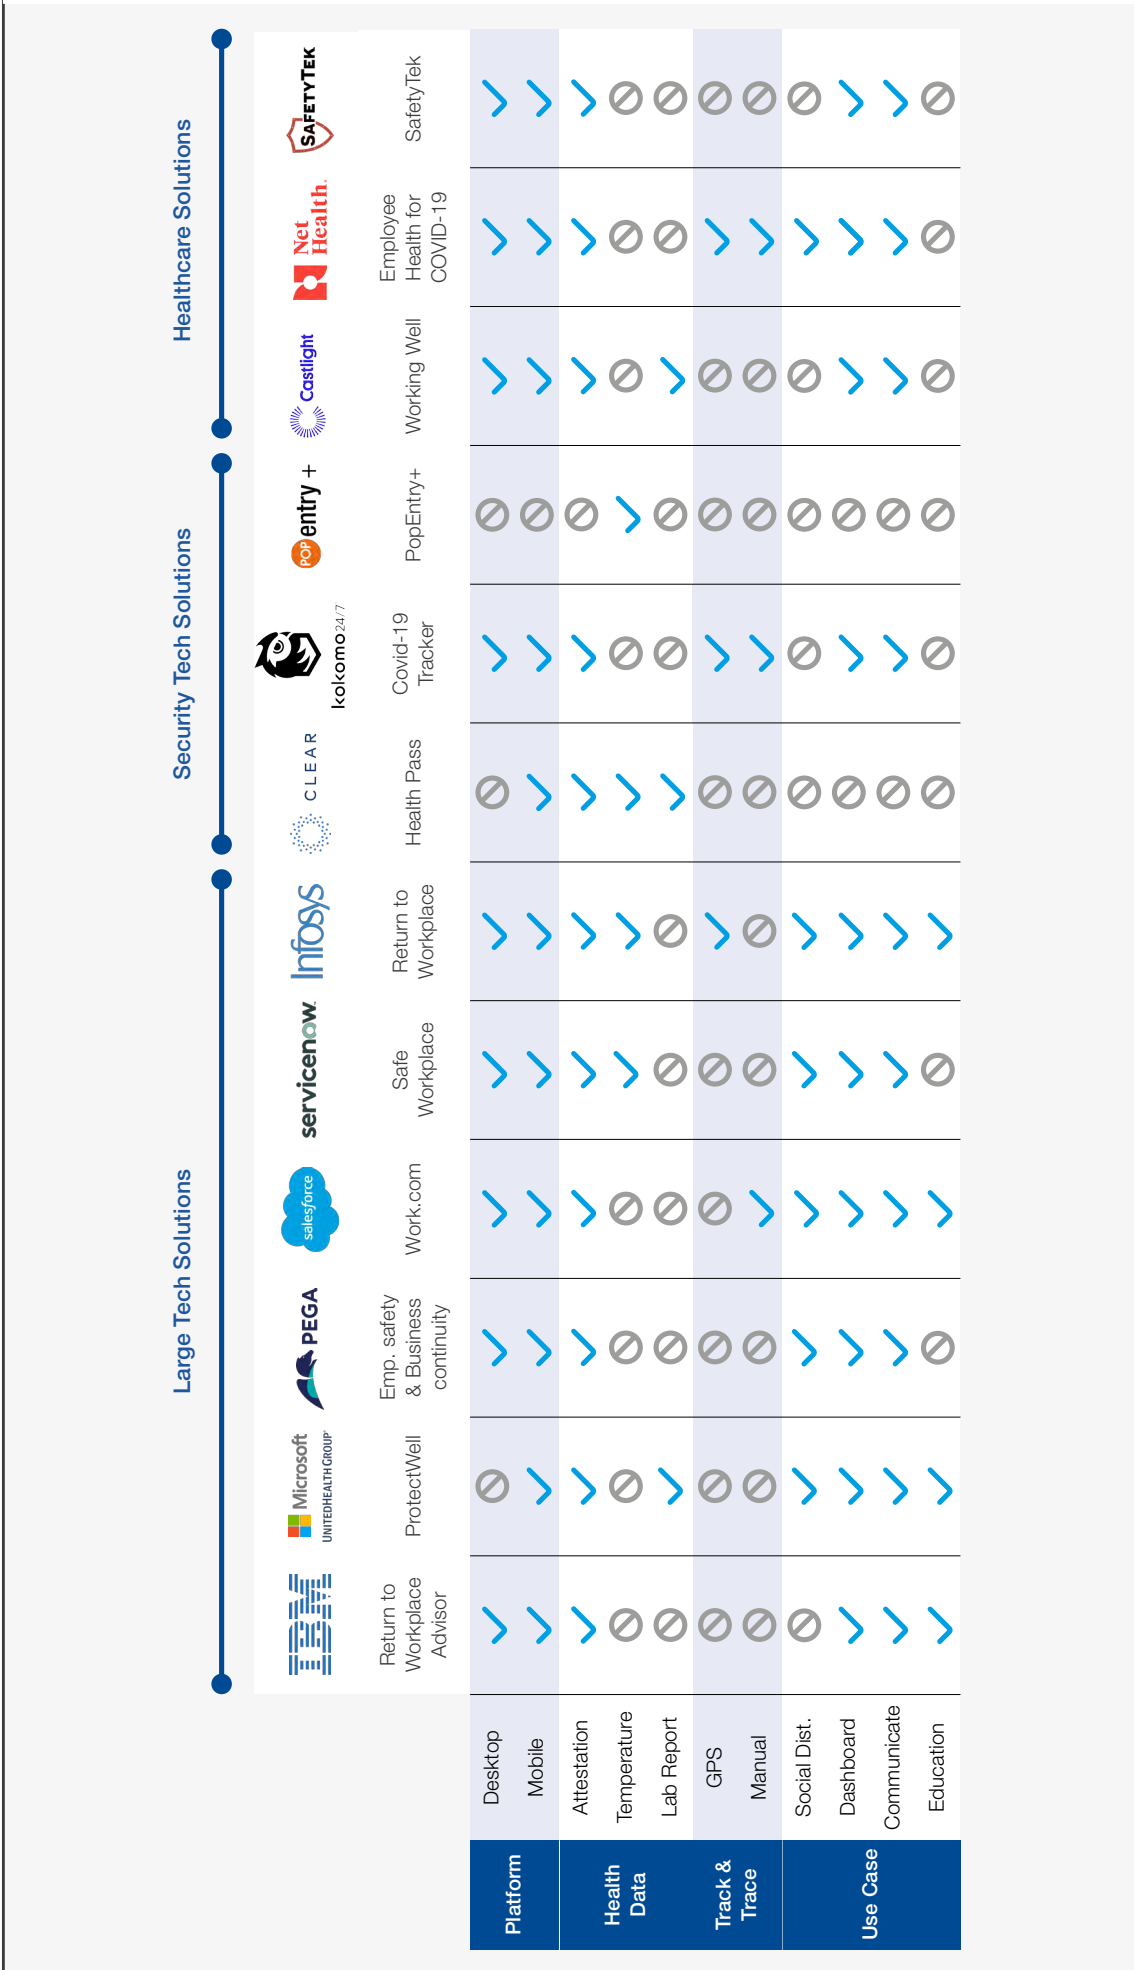 Large Tech Solutions
Security Tech Solutions
Healthcare Solutions
IBM
Microsoft
UNITEDHEALTH GROUP
PEGA
salesforce
servicenow
Infosys
CLEAR
kokomo24/7
POP entry +
Castlight
Net
Health.
SAFETYTEK
Return to
Workplace
Advisor
ProtectWell
Emp. safety
& Business
continuity
Work.com
Safe
Workplace
Return to
Workplace
Health Pass
Covid-19
Tracker
PopEntry+
Working Well
Employee
Health for
COVID-19
SafetyTek
Platform
Desktop
Mobile
Health
Data
Attestation
Temperature
Lab Report
Track &
Trace
GPS
Manual
Use Case
Social Dist.
Dashboard
Communicate
Education